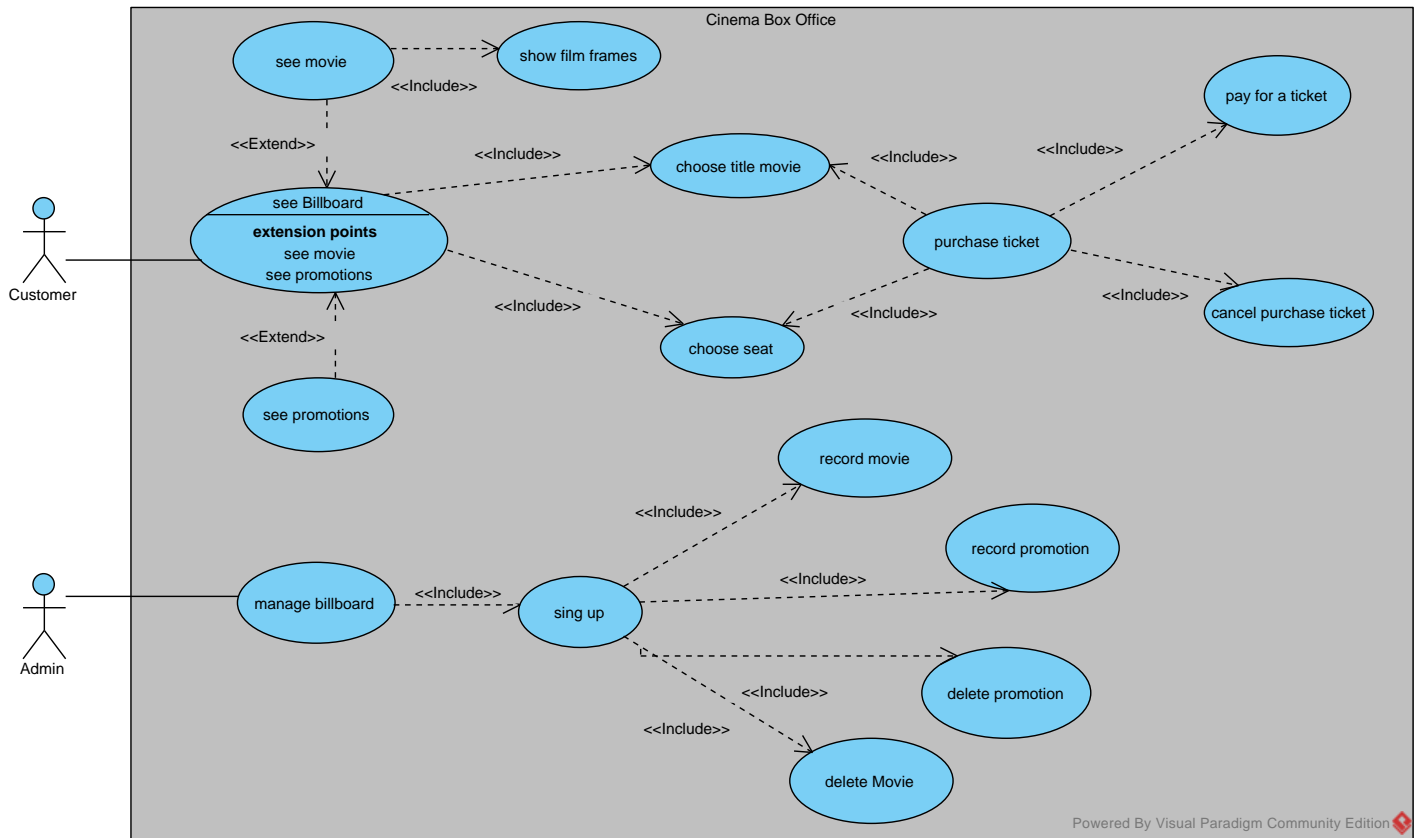 Cinema Box Office
see movie
<<Include>>
show film frames
pay for a ticket
<<Extend>>
<<Include>>
choose title movie
<<Include>>
<<Include>>
see Billboard
extension points
see movie
see promotions
purchase ticket
Customer
<<Include>>
<<Include>>
<<Include>>
cancel purchase ticket
<<Extend>>
choose seat
see promotions
record movie
<<Include>>
record promotion
<<Include>>
manage billboard
<<Include>>
sing up
Admin
<<Include>>
delete promotion
<<Include>>
delete Movie
Powered By Visual Paradigm Community Edition